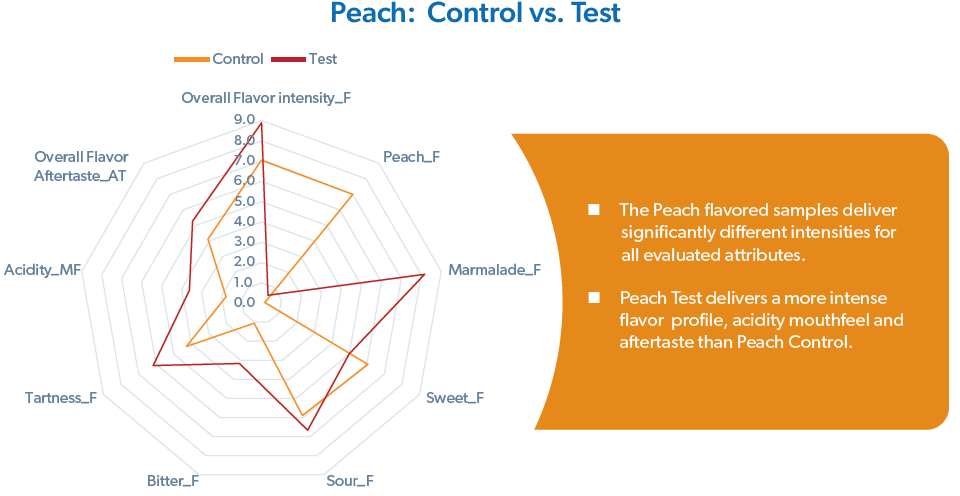 Peach:  Control vs. Test
Control
Test
Overall Flavor intensity_F
9.0
8.0
7.0
6.0
5.0
4.0
3.0
2.0
1.0
0.0
Peach_F
Marmalade_F
Sweet_F
Sour_F
Bitter_F
Tartness_F
Acidity_MF
Overall Flavor
Aftertaste_AT
The Peach flavored samples deliver
significantly different intensities for
all evaluated attributes.
Peach Test delivers a more intense
flavor  profile, acidity mouthfeel and
aftertaste than Peach Control.